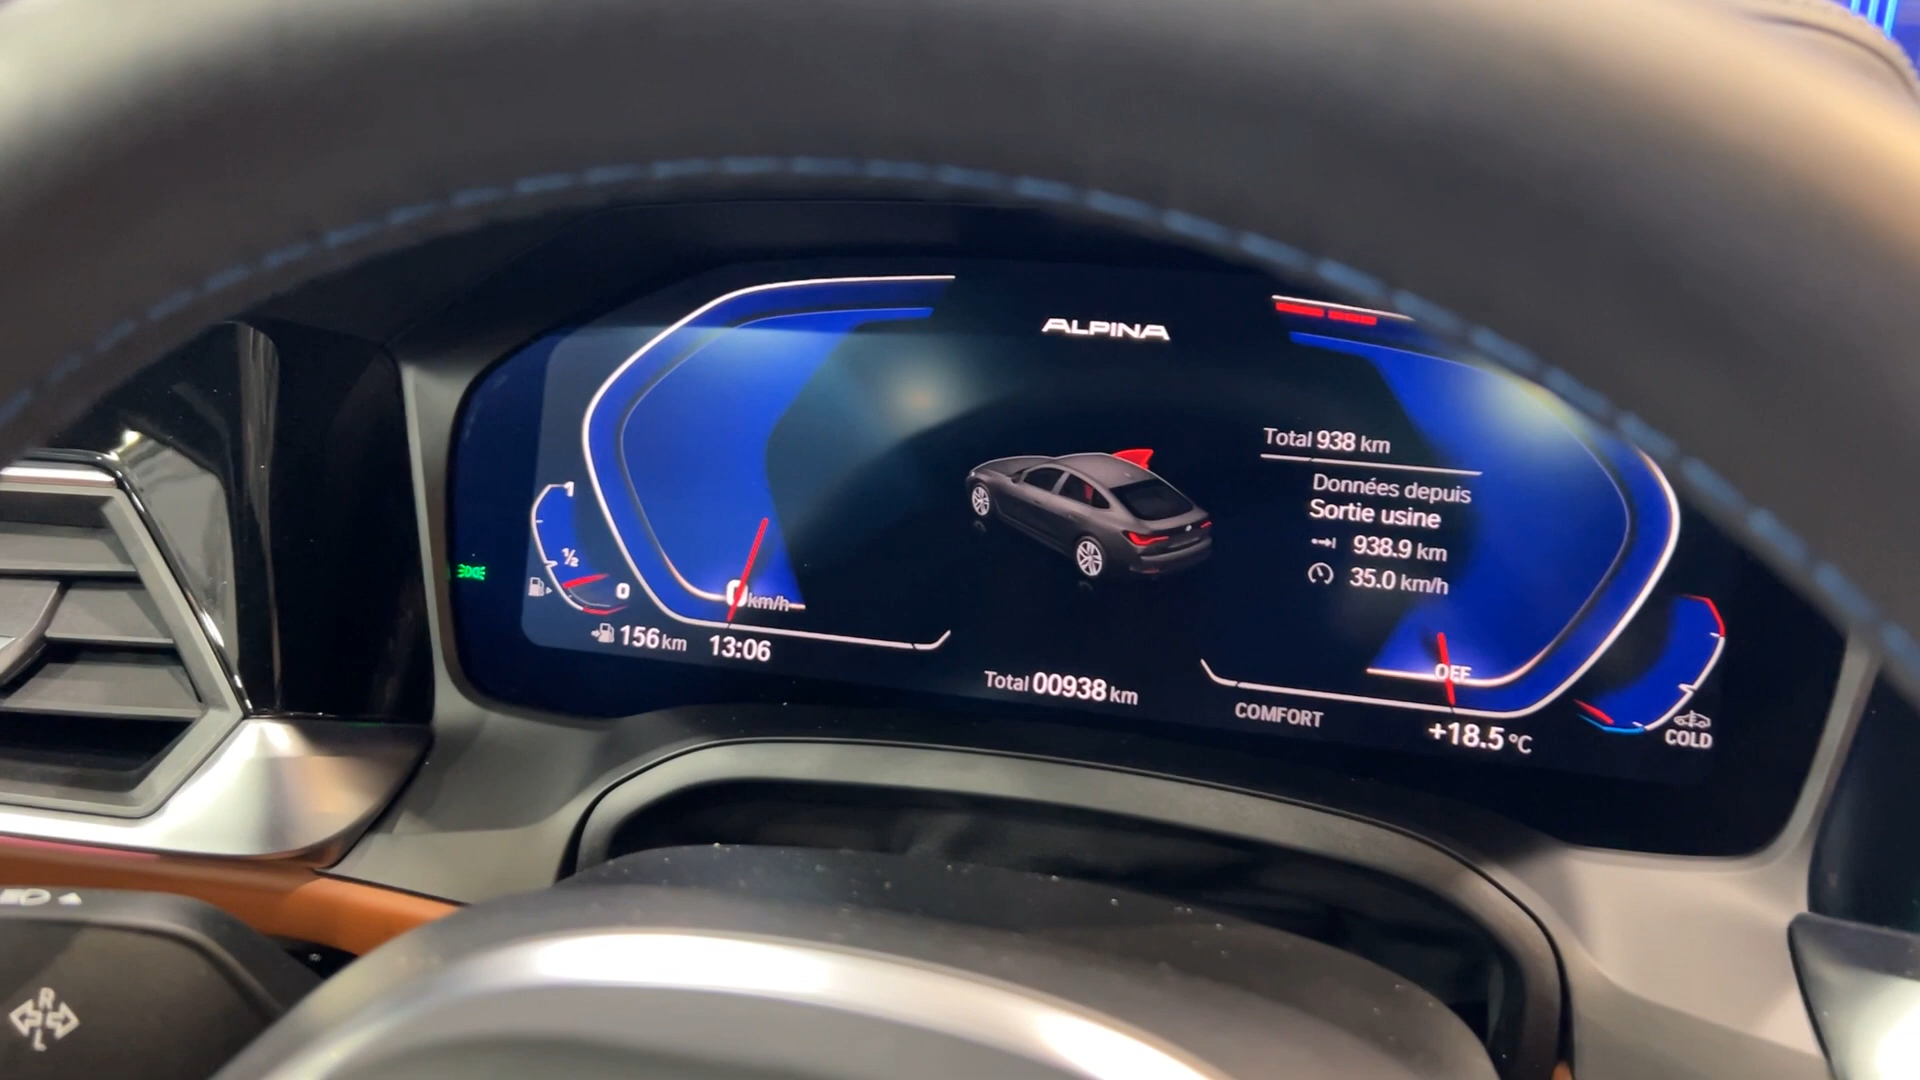 ALPINA
Total 938 km
Données depuis
Sortie usine
938.9 km
35.0 km/h
1
½
0
0 km/h
156 km
13:06
Total 00938 km
COMFORT
OFF
+18.5 °C
COLD
R
L